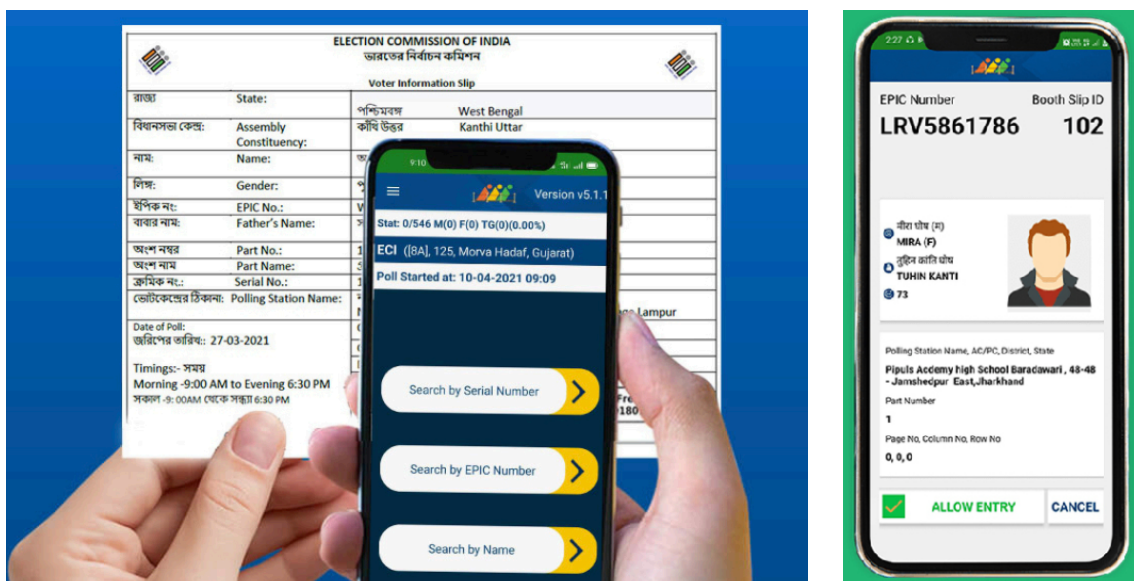 ELECTION COMMISSION OF INDIA
ভারতের নির্বাচন কমিশন
Voter Information Slip
রাজ্য State: পশ্চিমবঙ্গ West Bengal
বিধানসভা কেন্দ্র: Assembly Constituency: কাঁথি উত্তর Kanthi Uttar
নাম: Name:
লিঙ্গ: Gender:
ইপিক নং: EPIC No.:
বাবার নাম: Father's Name:
অংশ নম্বর Part No.:
অংশ নাম Part Name:
ক্রমিক নং.: Serial No.:
ভোটকেন্দ্রের ঠিকানা: Polling Station Name:
Lampur
Date of Poll:
জরিপের তারিখ:: 27-03-2021
Timings:- সময়
Morning -9:00 AM to Evening 6:30 PM
সকাল -9: 00AM থেকে সন্ধ্যা 6:30 PM
9:10
Version v5.1.1
Stat: 0/546 M(0) F(0) TG(0)(0.00%)
ECI ([8A], 125, Morva Hadaf, Gujarat)
Poll Started at: 10-04-2021 09:09
Search by Serial Number
Search by EPIC Number
Search by Name
2:27
EPIC Number Booth Slip ID
LRV5861786 102
मीरा घोष (म)
MIRA (F)
तुहिन कांति घोष
TUHIN KANTI
73
Polling Station Name, AC/PC, District, State
Pipuls Accdemy high School Baradawari , 48-48
- Jamshedpur East,Jharkhand
Part Number
1
Page No, Column No, Row No
0, 0, 0
ALLOW ENTRY CANCEL